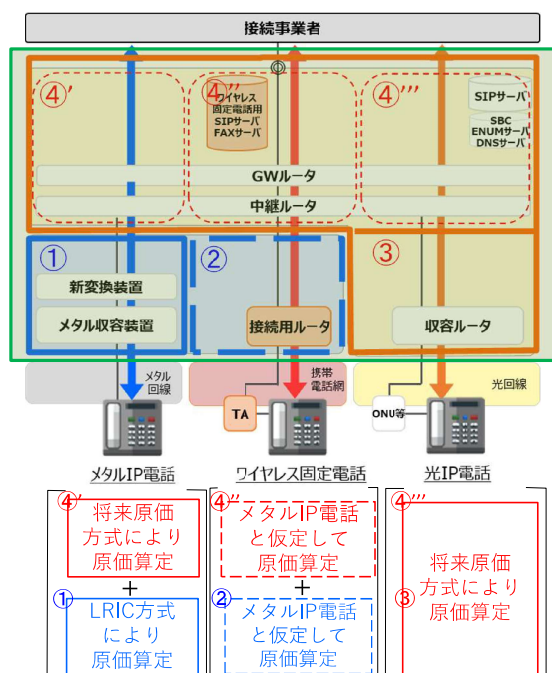 接続事業者
④'
④''
④'''
ワイヤレス
固定電話用
SIPサーバ
FAXサーバ
SIPサーバ
SBC
ENUMサーバ
DNSサーバ
GWルータ
中継ルータ
①
②
③
新変換装置
メタル収容装置
接続用ルータ
収容ルータ
メタル
回線
携帯
電話網
光回線
TA
ONU等
メタルIP電話
ワイヤレス固定電話
光IP電話
④'
将来原価
方式により
原価算定
+
①
LRIC方式
により
原価算定
④''
メタルIP電話
と仮定して
原価算定
+
②
メタルIP電話
と仮定して
原価算定
④'''
③
将来原価
方式により
原価算定